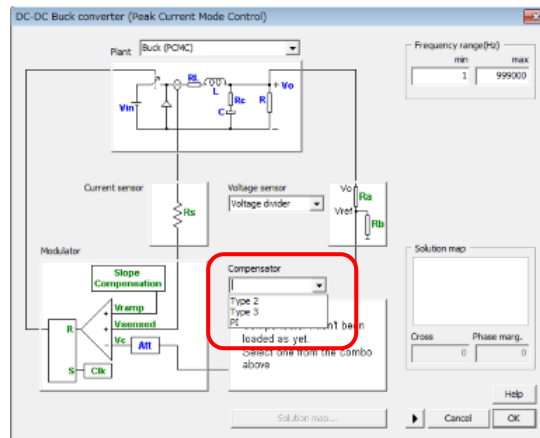 DC-DC Buck converter (Peak Current Mode Control)
Plant Buck (PCMC)
Frequency range(Hz)
min max
1 999000
RL
L
+ Vo
Vin
Rc
R
C
Current sensor
Rs
Voltage sensor
Voltage divider
Vo
Ra
Vref
Rb
Modulator
Slope
Compensation
Vramp
Vsensed
Vc
Att
R
S
Clk
Compensator
Type 2
Type 3
PI
been
loaded as yet.
Select one from the combo
above
Solution map
Cross Phase marg.
0 0
Help
Solution map...
Cancel
OK